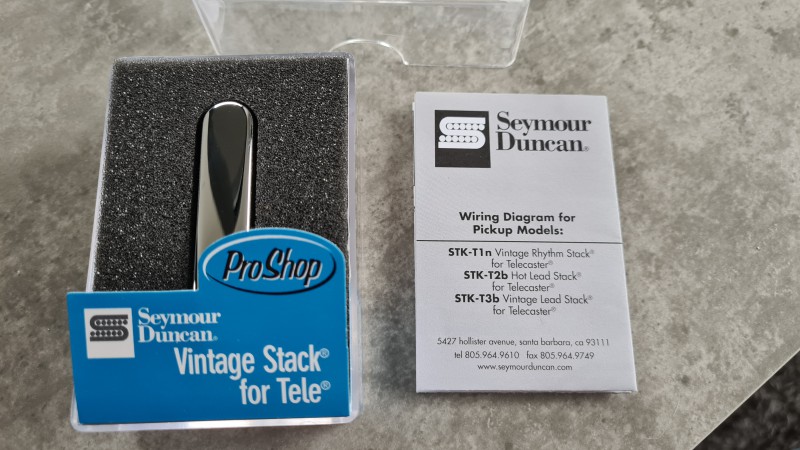 ProShop
Seymour
Duncan®
Vintage Stack®
for Tele®
Seymour
Duncan®
Wiring Diagram for
Pickup Models:
STK-T1n Vintage Rhythm Stack®
for Telecaster®
STK-T2b Hot Lead Stack®
for Telecaster®
STK-T3b Vintage Lead Stack®
for Telecaster®
5427 hollister avenue, santa barbara, ca 93111
tel 805.964.9610 fax 805.964.9749
www.seymourduncan.com